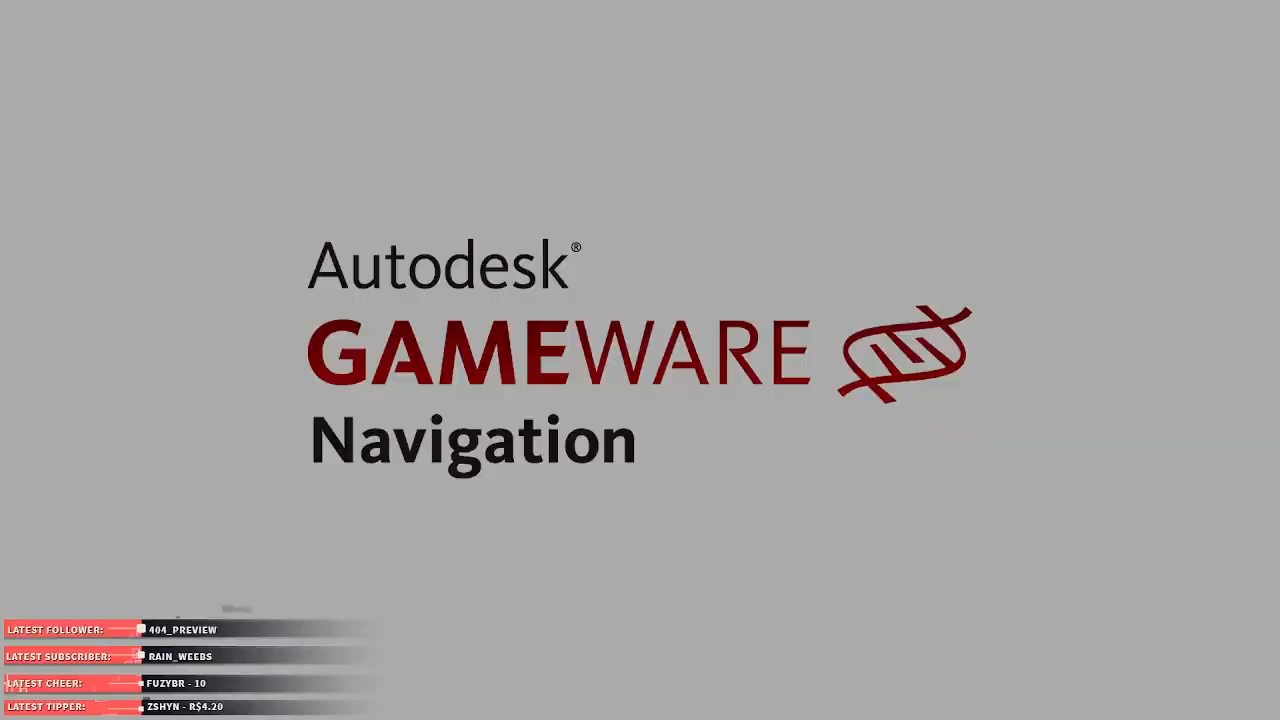 Autodesk®
GAMEWARE
Navigation
LATEST FOLLOWER: 404_PREVIEW
LATEST SUBSCRIBER: RAIN_WEEBS
LATEST CHEER: FUZYBR - 10
LATEST TIPPER: ZSHYN - R$4.20